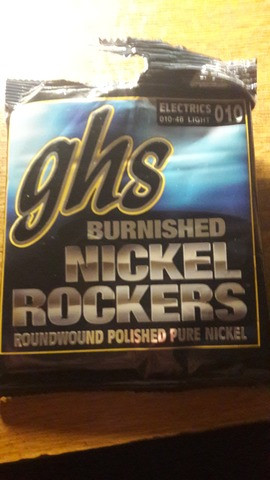 ELECTRICS
010-46 LIGHT
010
ghs
BURNISHED
NICKEL
ROCKERS
ROUNDWOUND POLISHED PURE NICKEL